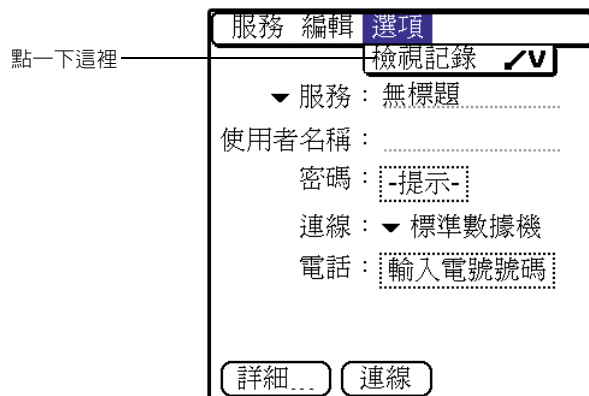 服務 編輯 選項
點一下這裡
檢視記錄 ✓V
服務：無標題
使用者名稱：
密碼：-提示-
連線：標準數據機
電話：輸入電號號碼
詳細... 連線